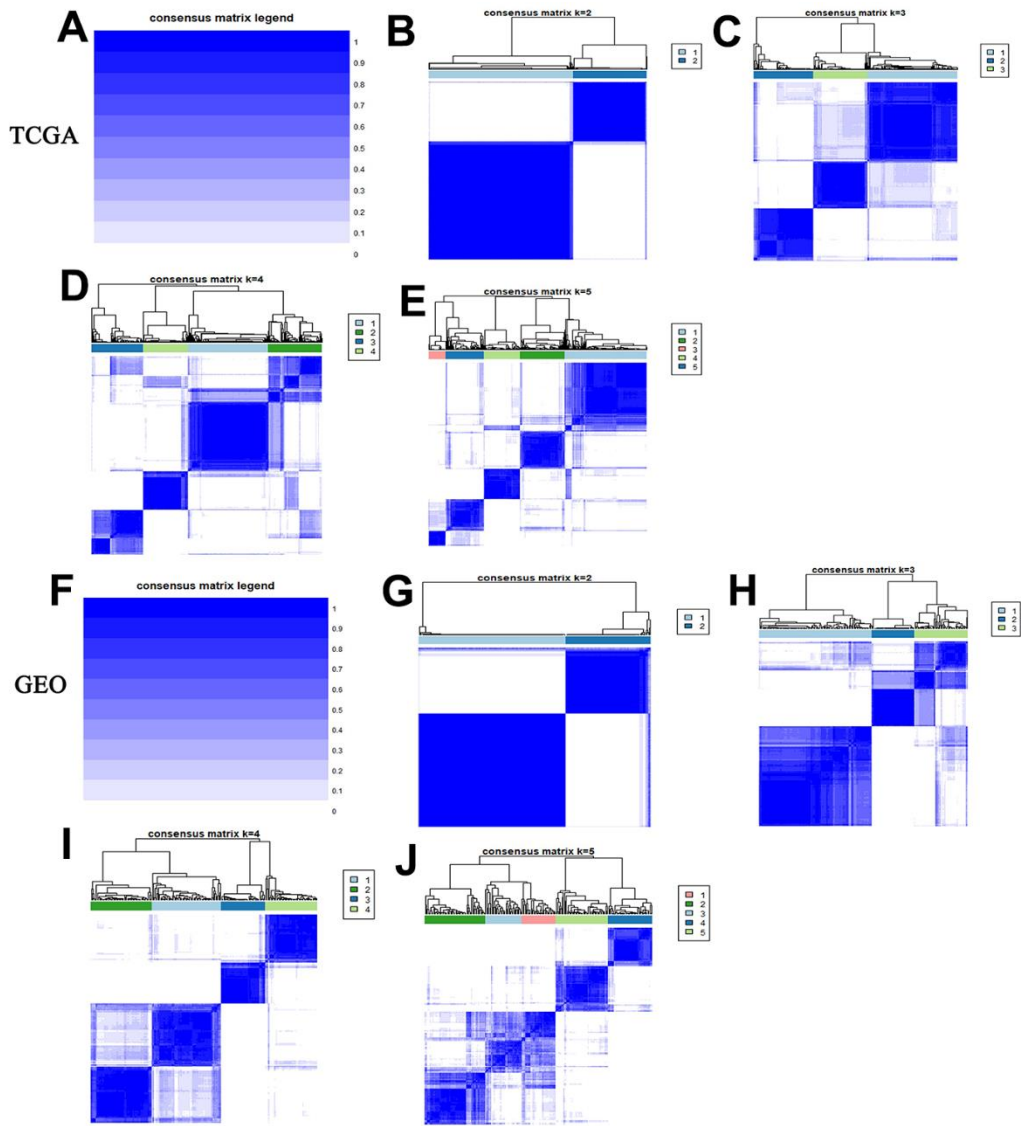 A
consensus matrix legend
1
0.9
0.8
0.7
0.6
0.5
0.4
0.3
0.2
0.1
0
TCGA
B
consensus matrix k=2
1
2
C
consensus matrix k=3
1
2
3
D
consensus matrix k=4
1
2
3
4
E
consensus matrix k=5
1
2
3
4
5
F
consensus matrix legend
1
0.9
0.8
0.7
0.6
0.5
0.4
0.3
0.2
0.1
0
GEO
G
consensus matrix k=2
1
2
H
consensus matrix k=3
1
2
3
I
consensus matrix k=4
1
2
3
4
J
consensus matrix k=5
1
2
3
4
5